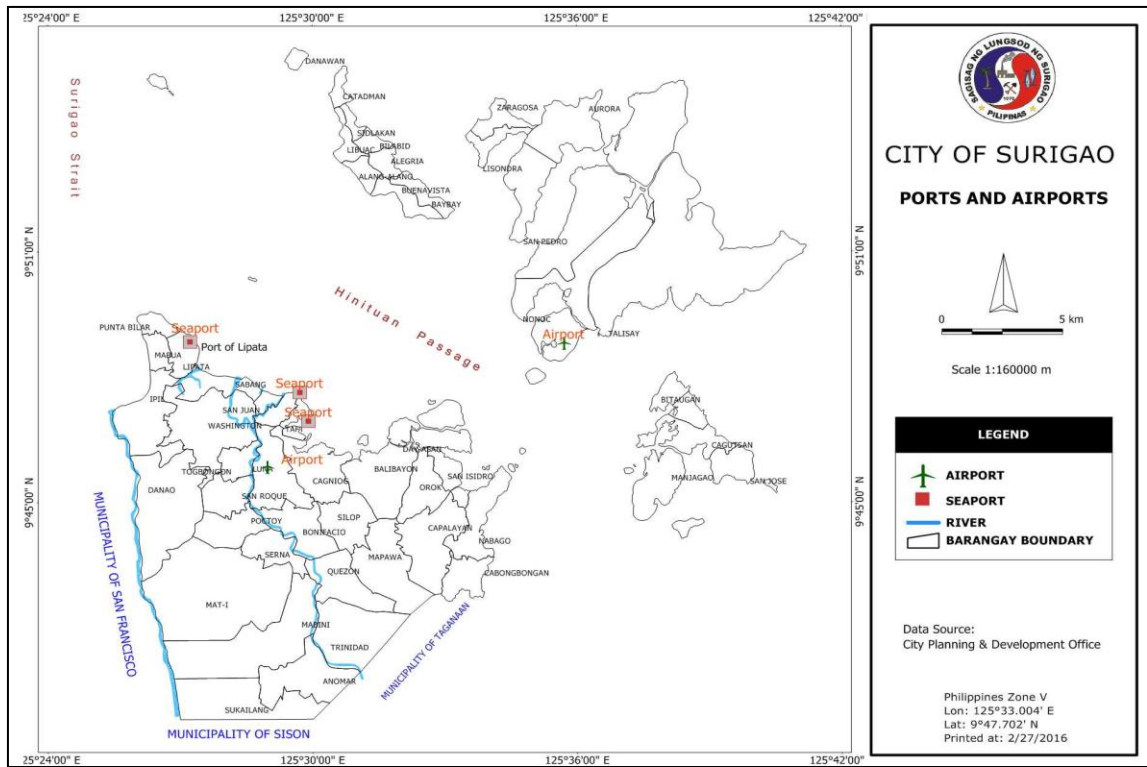 25°24'00" E
125°30'00" E
125°36'00" E
125°42'00" E
9°51'00" N
9°45'00" N
9°51'00" N
9°45'00" N
Surigao Strait
DANAWAN
CATADMAN
SIDLAKAN
BILABID
LIBUAC
ALEGRIA
ALANG-ALANG
BUENAVISTA
BAYBAY
ZARAGOSA
AURORA
LISONDRA
SAN PEDRO
Hinituan Passage
NONOC
TALISAY
Airport
PUNTA BILAR
Seaport
Port of Lipata
MABUA
LIPATA
IPIL
SABANG
Seaport
SAN JUAN
Seaport
WASHINGTON
TAFT
BITAUGAN
CAGUTSAN
MANJAGAO
SAN JOSE
DAYGASAN
Airport
LUNA
TOGBONGON
BALIBAYON
SAN ISIDRO
CAGNIOG
OROK
DANAO
SAN ROQUE
SILOP
POCTOY
BONIFACIO
CAPALAYAN
NABAGO
SERNA
MAPAWA
QUEZON
CABONGBONGAN
MAT-I
MABINI
TRINIDAD
ANOMAR
SUKAILANG
MUNICIPALITY OF SAN FRANCISCO
MUNICIPALITY OF TAGANAAN
MUNICIPALITY OF SISON
25°24'00" E
125°30'00" E
125°36'00" E
125°42'00" E
SAGISAG NG LUNGSOD NG SURIGAO
PILIPINAS
CITY OF SURIGAO
PORTS AND AIRPORTS
0
5 km
Scale 1:160000 m
LEGEND
AIRPORT
SEAPORT
RIVER
BARANGAY BOUNDARY
Data Source:
City Planning & Development Office
Philippines Zone V
Lon: 125°33.004' E
Lat: 9°47.702' N
Printed at: 2/27/2016